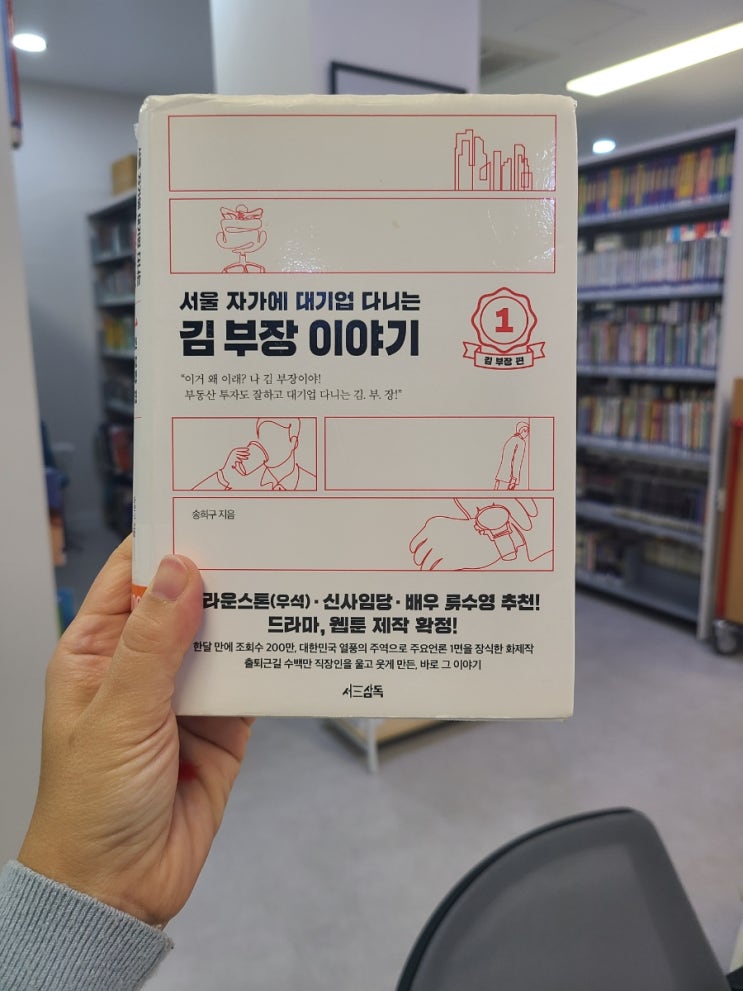 서울 자가에 대기업 다니는
김 부장 이야기
1
김 부장 편
“이거 왜 이래? 나 김 부장이야!
부동산 투자도 잘하고 대기업 다니는 김. 부. 장!”
송희구 지음
라운스톤(우석) · 신사임당 · 배우 류수영 추천!
드라마, 웹툰 제작 확정!
한달 만에 조회수 200만, 대한민국 열풍의 주역으로 주요언론 1면을 장식한 화제작
출퇴근길 수백만 직장인을 울고 웃게 만든, 바로 그 이야기
서삼독